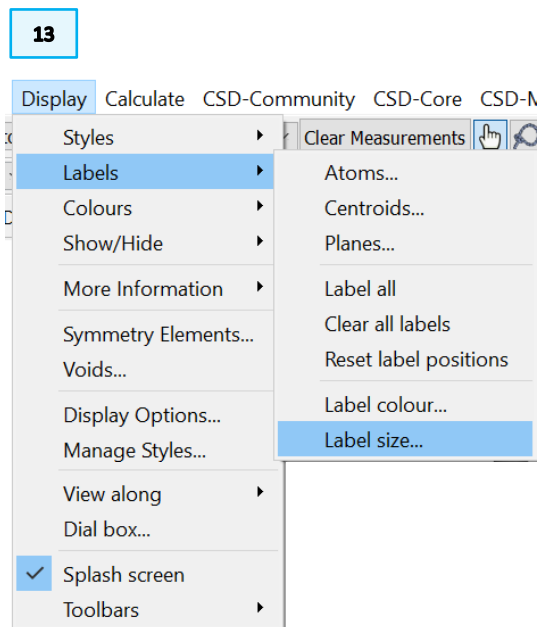 13
Display Calculate CSD-Community CSD-Core CSD-M
Styles
Clear Measurements
Labels
Atoms...
Colours
Centroids...
Show/Hide
Planes...
More Information
Label all
Symmetry Elements...
Clear all labels
Voids...
Reset label positions
Display Options...
Label colour...
Manage Styles...
Label size...
View along
Dial box...
Splash screen
Toolbars